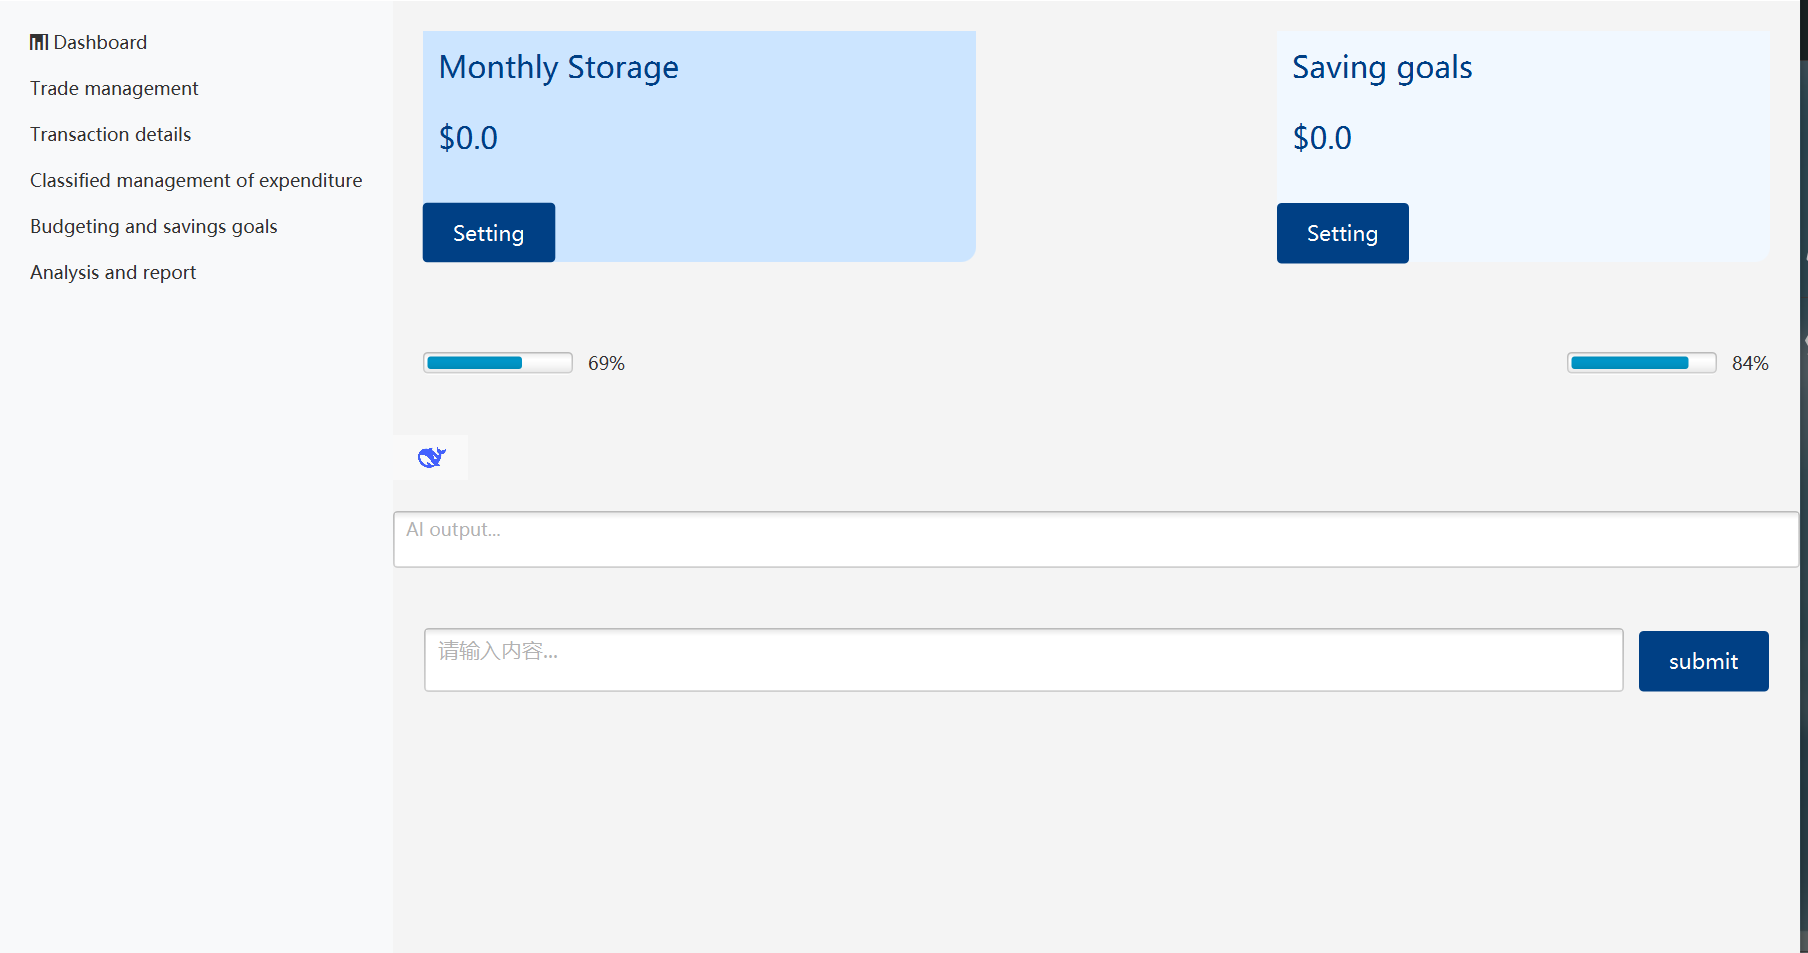 Dashboard
Trade management
Transaction details
Classified management of expenditure
Budgeting and savings goals
Analysis and report
Monthly Storage
$0.0
Setting
Saving goals
$0.0
Setting
69%
84%
AI output...
请输入内容...
submit